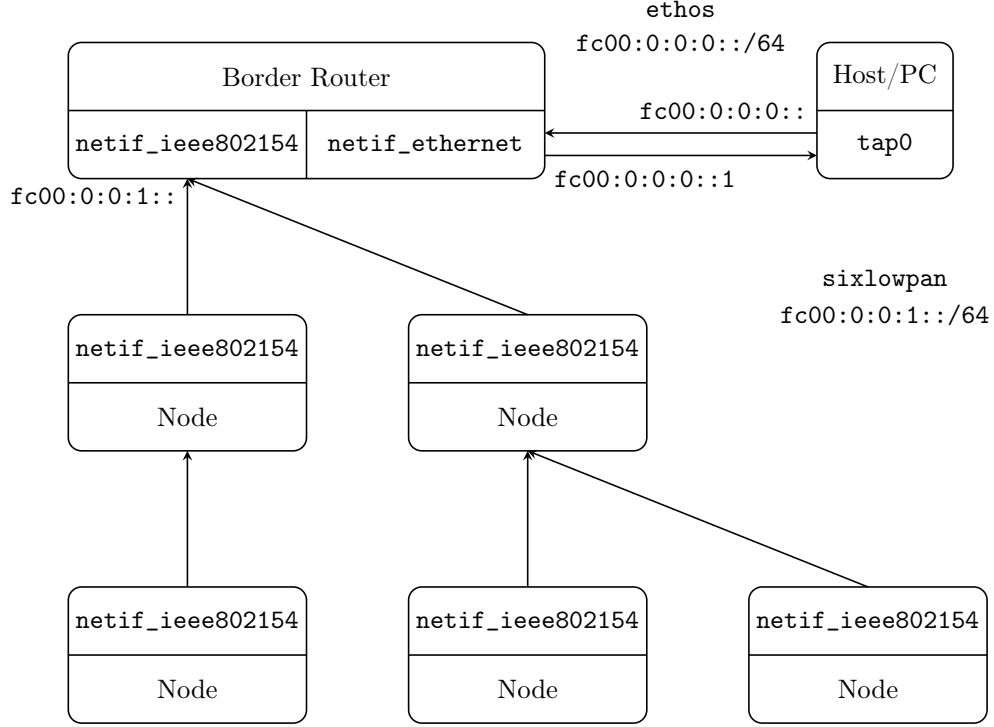 ethos
fc00:0:0:0::/64
Border Router
Host/PC
fc00:0:0:0::
netif_ieee802154
netif_ethernet
tap0
fc00:0:0:0::1
fc00:0:0:1::
sixlowpan
fc00:0:0:1::/64
netif_ieee802154
netif_ieee802154
Node
Node
netif_ieee802154
netif_ieee802154
netif_ieee802154
Node
Node
Node